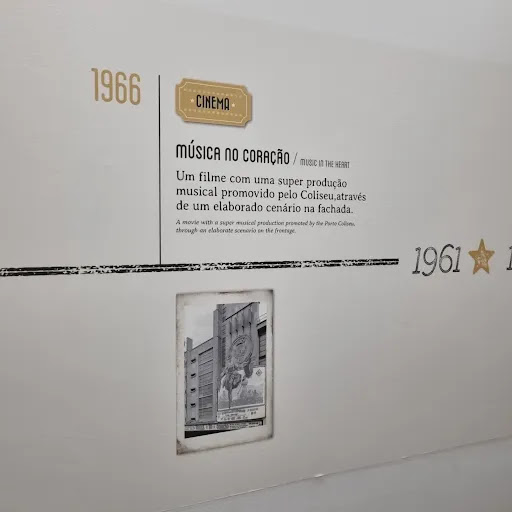 1966
CINEMA
MÚSICA NO CORAÇÃO / MUSIC IN THE HEART
Um filme com uma super produção
musical promovido pelo Coliseu,através
de um elaborado cenário na fachada.
A movie with a super musical production promoted by the Porto Coliseu,
through an elaborate scenario on the frontage.
1961
1